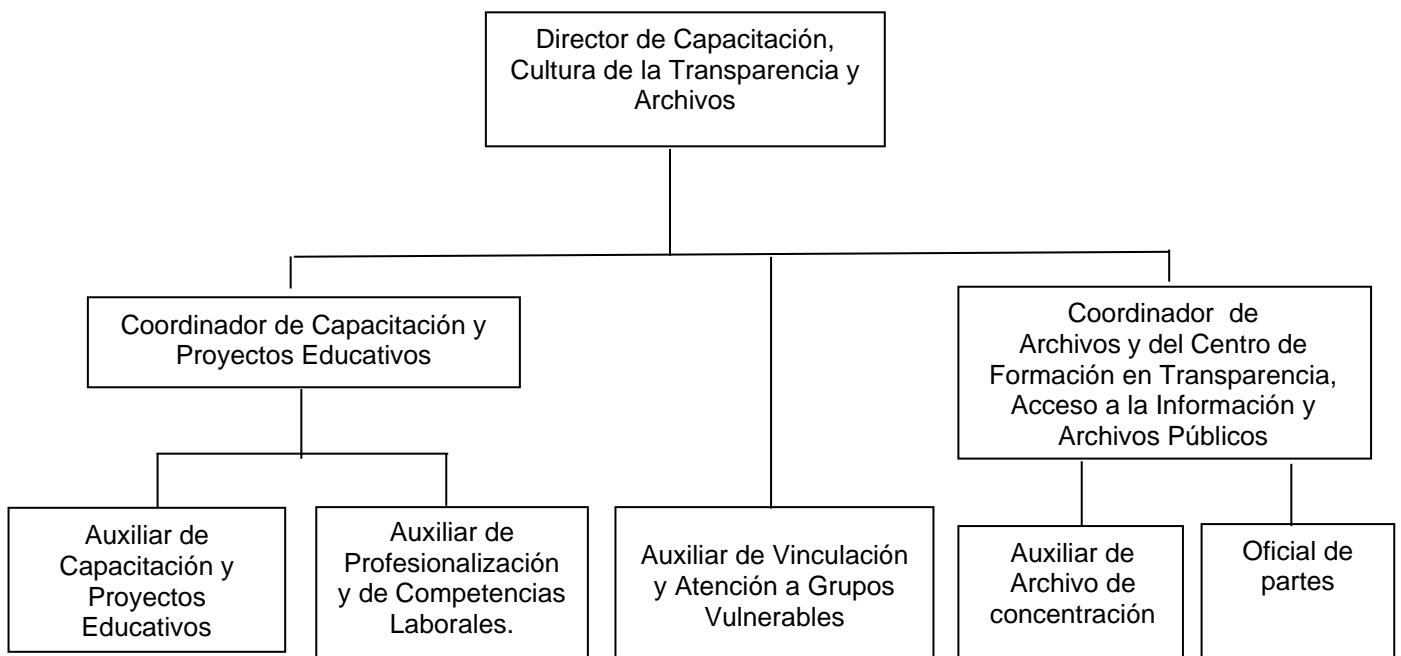 Director de Capacitación,
Cultura de la Transparencia y
Archivos
Coordinador de Capacitación y
Proyectos Educativos
Coordinador de
Archivos y del Centro de
Formación en Transparencia,
Acceso a la Información y
Archivos Públicos
Auxiliar de
Capacitación y
Proyectos
Educativos
Auxiliar de
Profesionalización
y de Competencias
Laborales.
Auxiliar de Vinculación
y Atención a Grupos
Vulnerables
Auxiliar de
Archivo de
concentración
Oficial de
partes